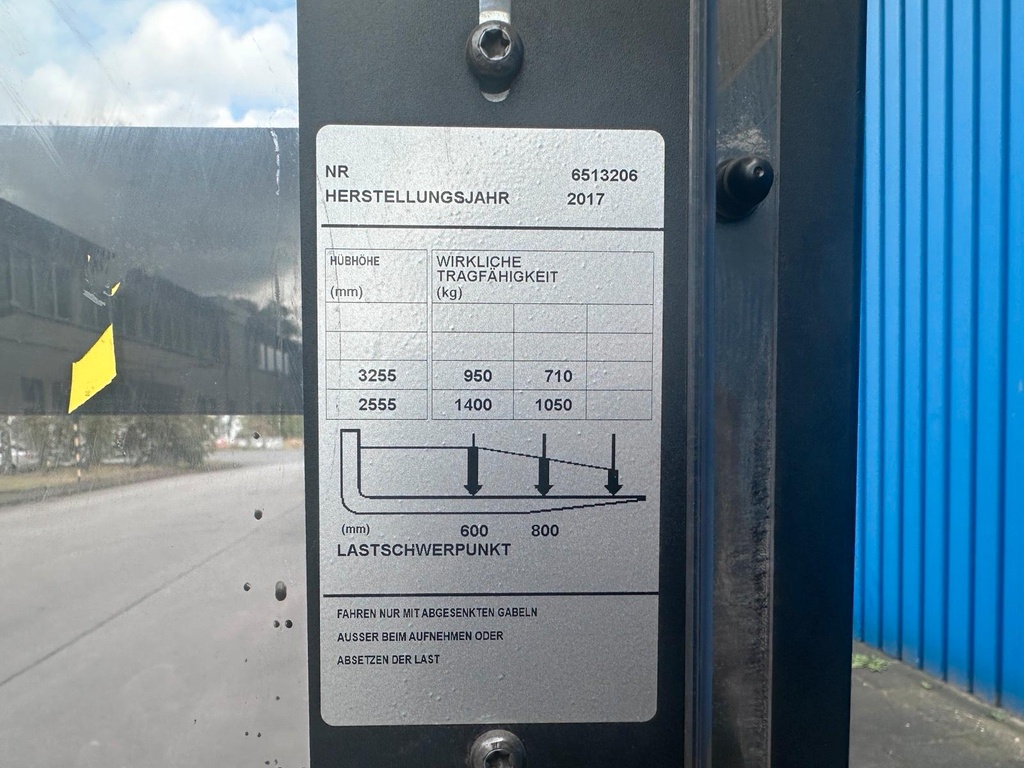 NR 6513206
HERSTELLUNGSJAHR 2017
HÜBHÖHE
(mm)
WIRKLICHE
TRAGFÄHIGKEIT
(kg)
3255 950 710
2555 1400 1050
(mm) 600 800
LASTSCHWERPUNKT
FAHREN NUR MIT ABGESENKTEN GABELN
AUSSER BEIM AUFNEHMEN ODER
ABSETZEN DER LAST